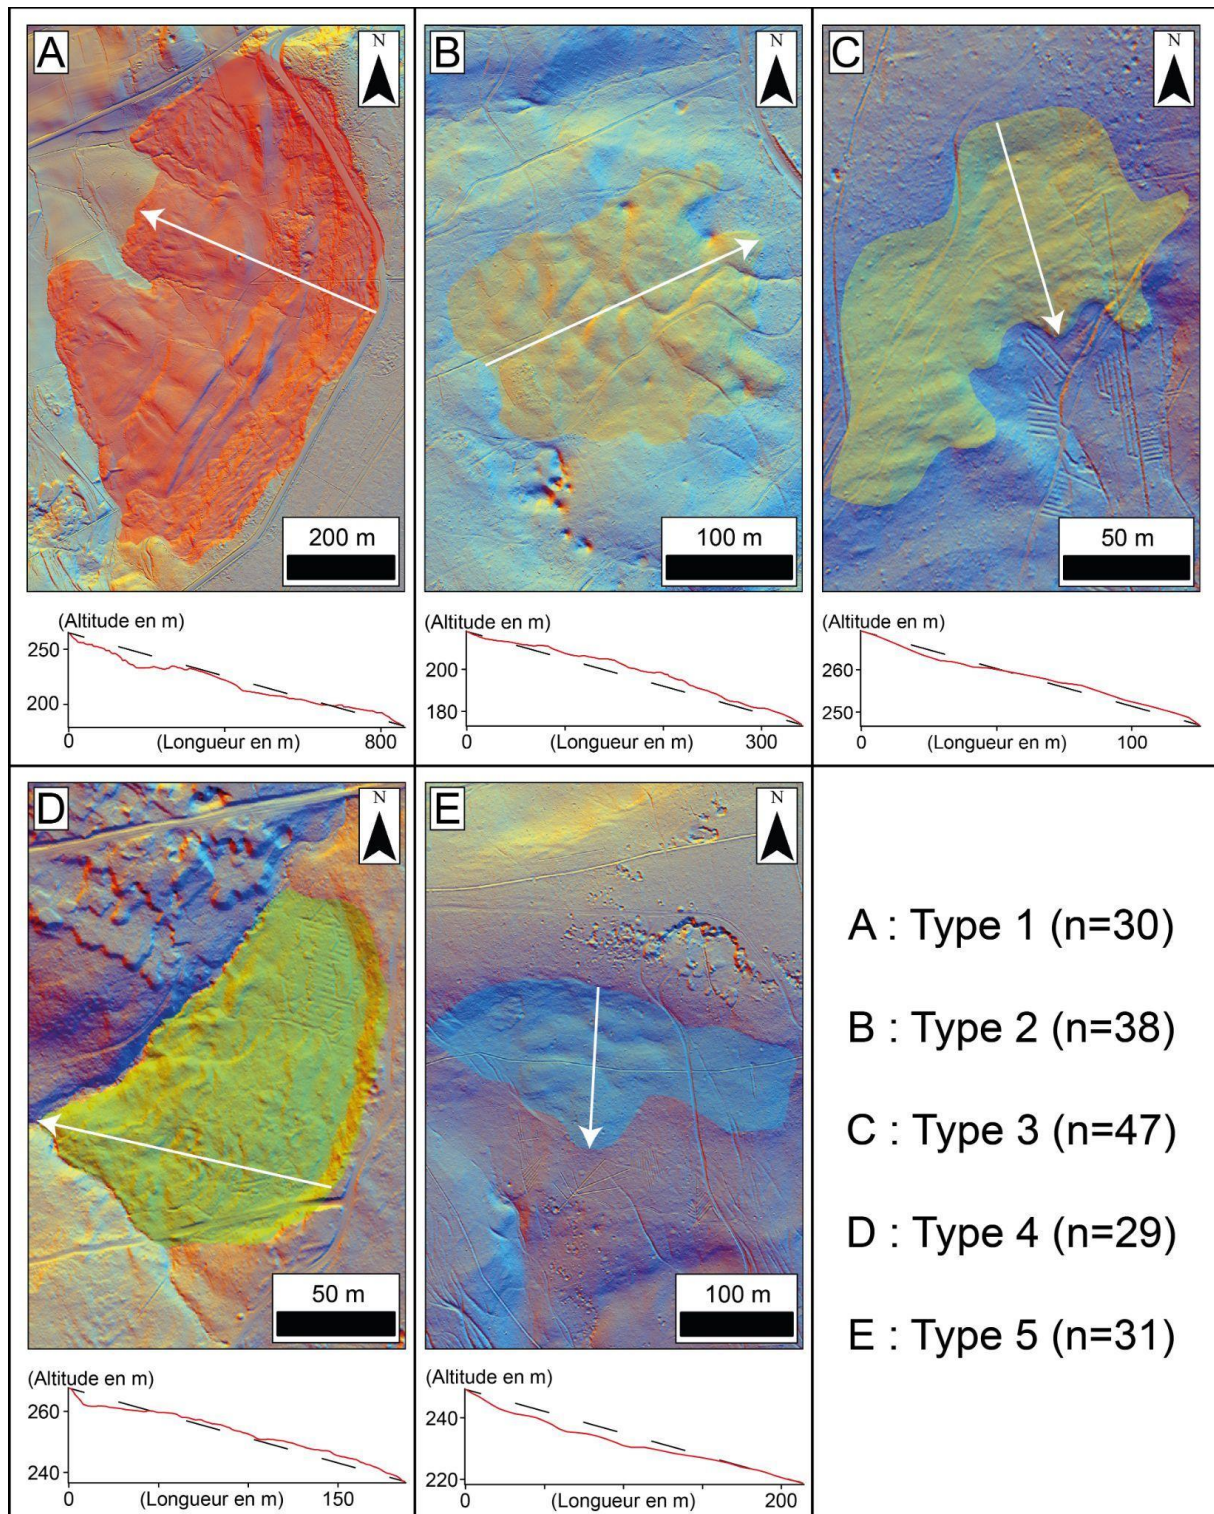 A
N
200 m
(Altitude en m)
250
200
0
(Longueur en m)
800
B
N
100 m
(Altitude en m)
200
180
0
(Longueur en m)
300
C
N
50 m
(Altitude en m)
260
250
0
(Longueur en m)
100
D
N
50 m
(Altitude en m)
260
240
0
(Longueur en m)
150
E
N
100 m
(Altitude en m)
240
220
0
(Longueur en m)
200
A : Type 1 (n=30)
B : Type 2 (n=38)
C : Type 3 (n=47)
D : Type 4 (n=29)
E : Type 5 (n=31)